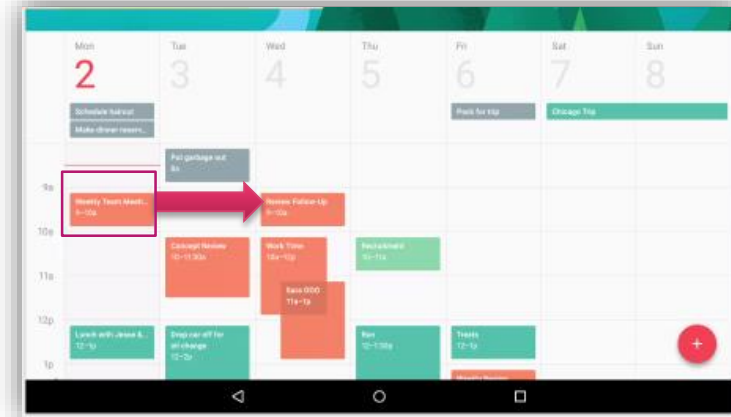 Mon
2
Tue
3
Wed
4
Thu
5
Fri
6
Sat
7
Sun
8
Schedule haircut
Make dinner reserv...
Pack for trip
Chicago Trip
Put garbage out
8a
9a
Weekly Team Meeti...
9–10a
Review Follow-Up
9–10a
10a
Concept Review
10–11:30a
Work Time
10a–12p
Recruitment
10–11a
11a
Sara OOO
11a–1p
12p
Lunch with Jesse &...
12–1p
Drop car off for
oil change
12–2p
Run
12–1:30p
Treats
12–1p
+
1p
Weekly Review